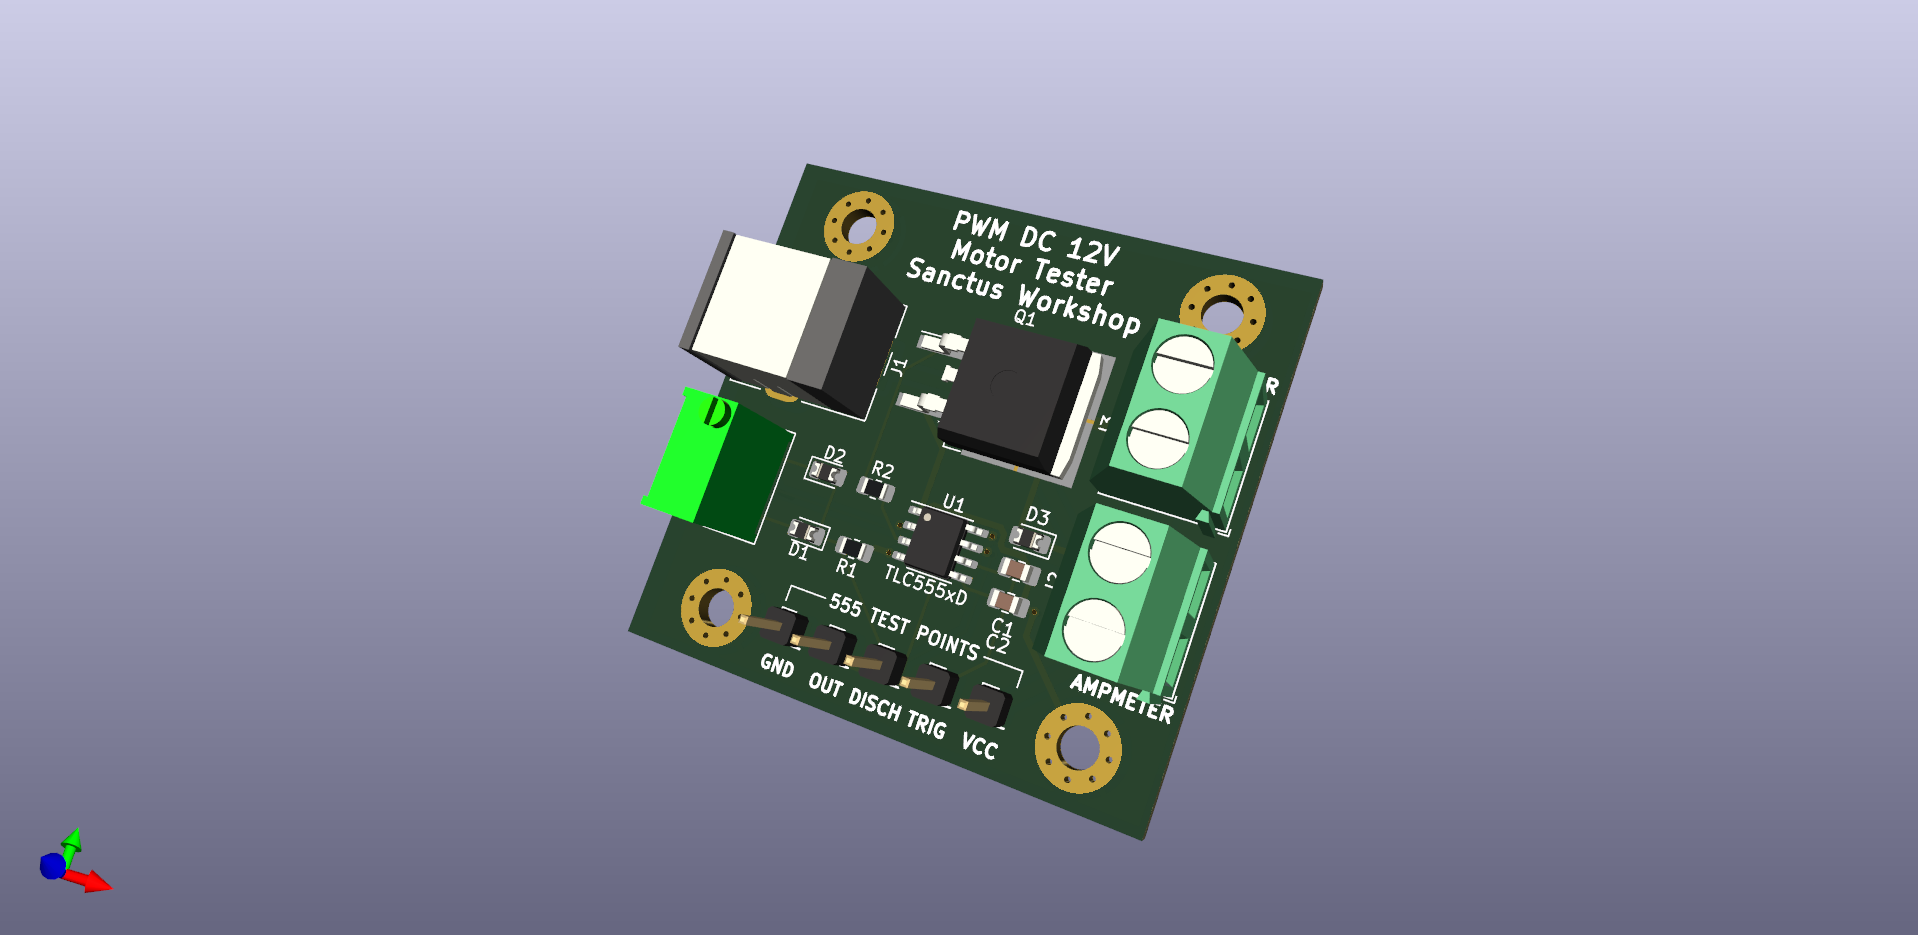 PWM DC 12V
Motor Tester
Sanctus Workshop
Q1
J1
R
D2
R2
U1
D3
D1
R1
TLC555xD
C1
C2
555 TEST POINTS
GND OUT DISCH TRIG VCC
AMPMETER